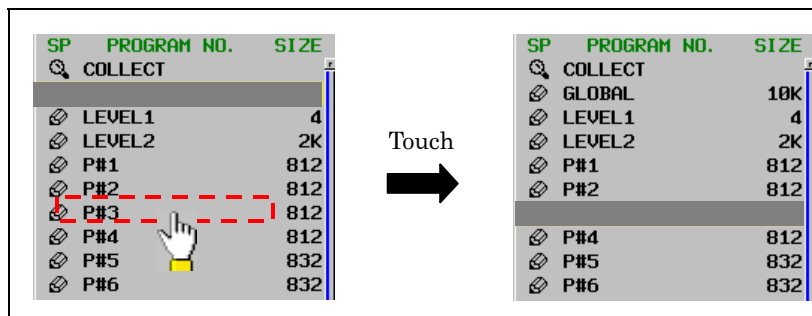 SP PROGRAM NO. SIZE
COLLECT
LEVEL1 4
LEVEL2 2K
P#1 812
P#2 812
P#3 812
P#4 812
P#5 832
P#6 832
Touch
SP PROGRAM NO. SIZE
COLLECT
GLOBAL 10K
LEVEL1 4
LEVEL2 2K
P#1 812
P#2 812
P#4 812
P#5 832
P#6 832